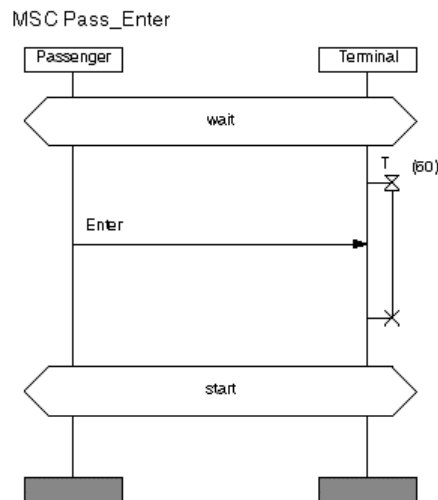 MSC Pass_Enter
Passenger
Terminal
wait
T (60)
Enter
start